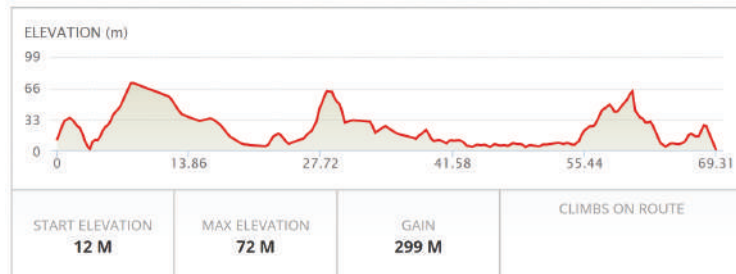 ELEVATION (m)
99
66
33
0
0 13.86 27.72 41.58 55.44 69.31
START ELEVATION
12 M
MAX ELEVATION
72 M
GAIN
299 M
CLIMBS ON ROUTE